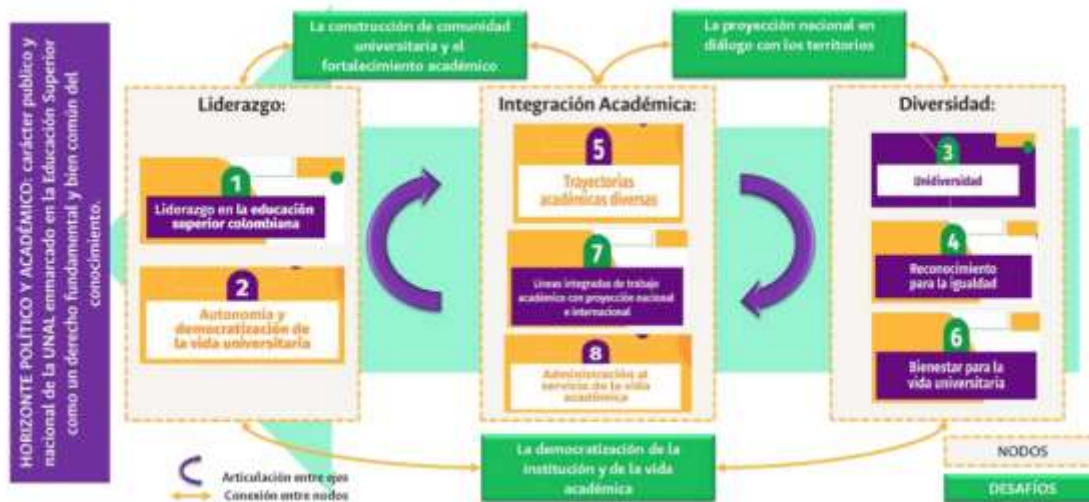 HORIZONTE POLÍTICO Y ACADÉMICO: carácter público y
nacional de la UNAL enmarcado en la Educación Superior
como un derecho fundamental y bien común del
conocimiento.
La construcción de comunidad
universitaria y el
fortalecimiento académico
La proyección nacional en
diálogo con los territorios
Liderazgo:
1
Liderazgo en la educación
superior colombiana
2
Autonomía y
democratización de
la vida universitaria
Integración Académica:
5
Trayectorias
académicas diversas
7
Líneas integradas de trabajo
académico con proyección nacional
e internacional
8
Administración al
servicio de la vida
académica
Diversidad:
3
Unidiversidad
4
Reconocimiento
para la igualdad
6
Bienestar para la
vida universitaria
La democratización de la
institución y de la vida
académica
Articulación entre ejes
Conexión entre nodos
NODOS
DESAFÍOS